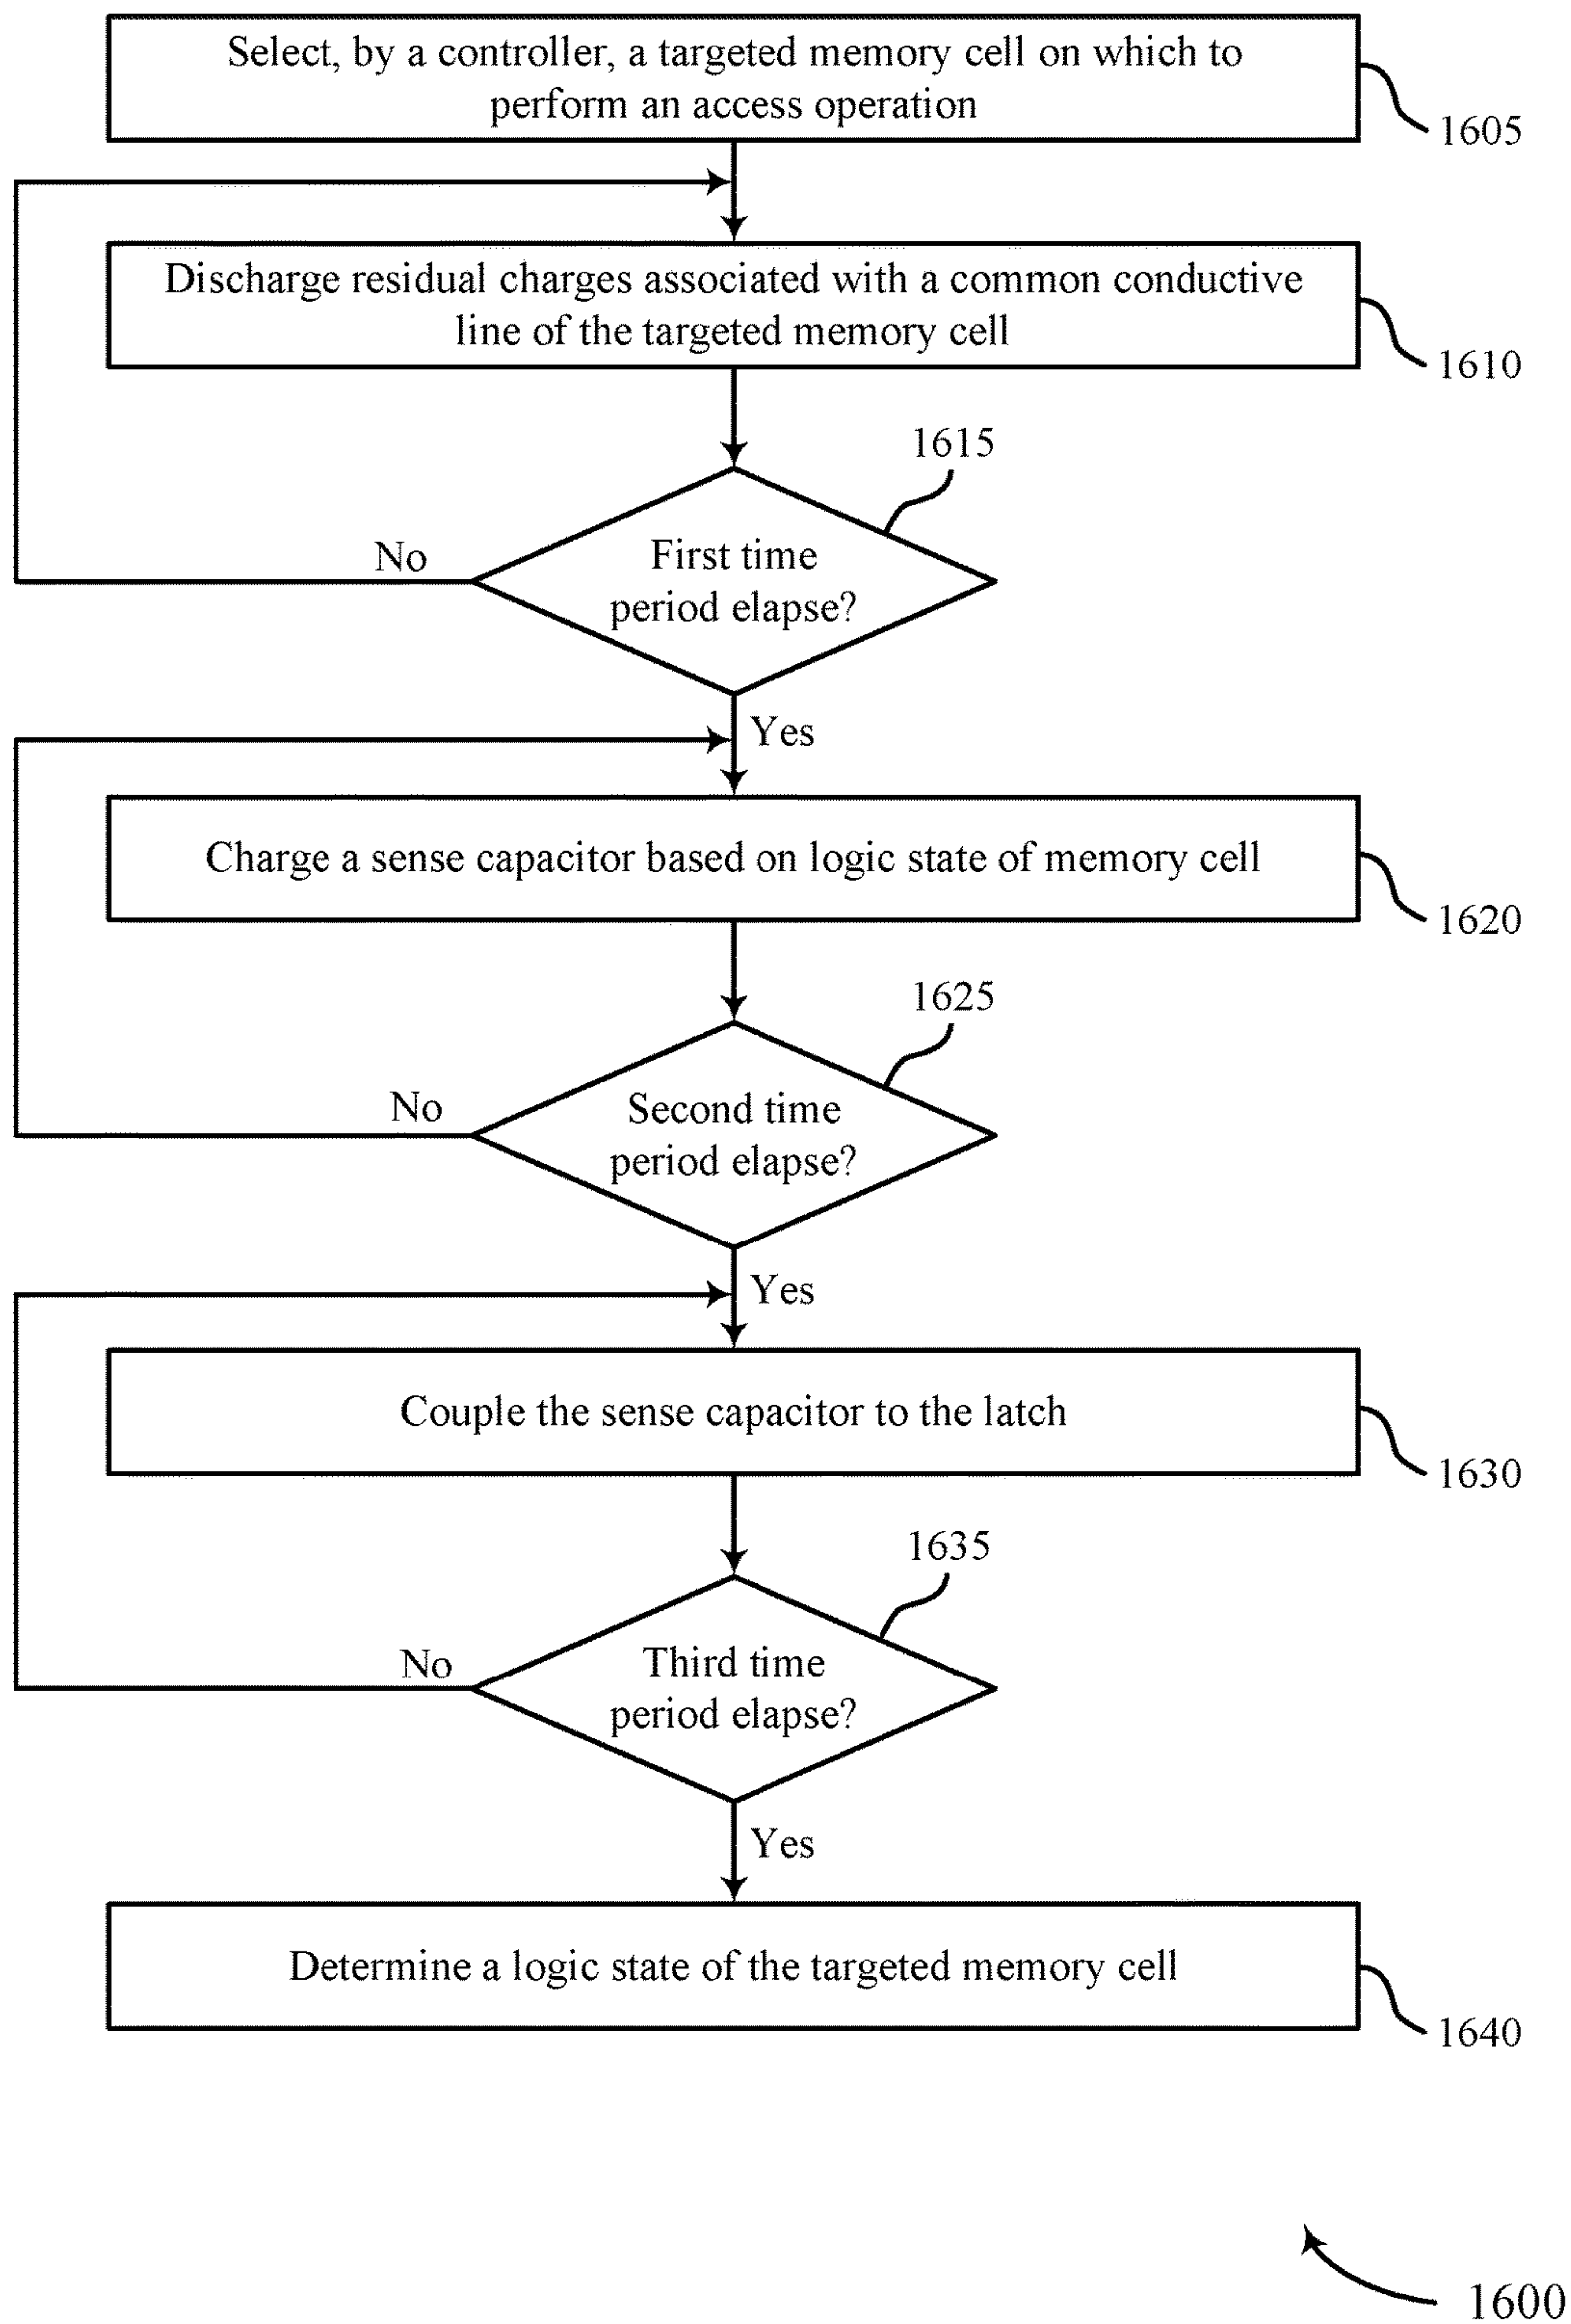 Select, by a controller, a targeted memory cell on which to
perform an access operation
1605
Discharge residual charges associated with a common conductive
line of the targeted memory cell
1610
1615
First time
period elapse?
No
Yes
Charge a sense capacitor based on logic state of memory cell
1620
1625
Second time
period elapse?
No
Yes
Couple the sense capacitor to the latch
1630
1635
Third time
period elapse?
No
Yes
Determine a logic state of the targeted memory cell
1640
1600